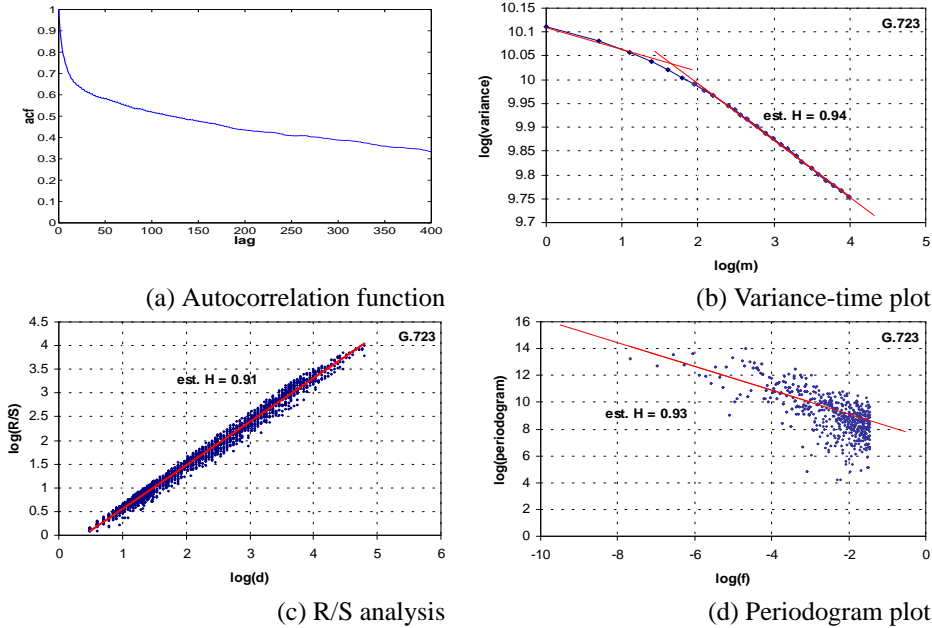 1
0.9
0.8
0.7
0.6
0.5
0.4
0.3
0.2
0.1
0
acf
0 50 100 150 200 250 300 350 400
lag
(a) Autocorrelation function
10.15
10.1
10.05
10
9.95
9.9
9.85
9.8
9.75
9.7
log(variance)
G.723
est. H = 0.94
0 1 2 3 4 5
log(m)
(b) Variance-time plot
4.5
4
3.5
3
2.5
2
1.5
1
0.5
0
log(R/S)
G.723
est. H = 0.91
0 1 2 3 4 5 6
log(d)
(c) R/S analysis
16
14
12
10
8
6
4
2
0
log(periodogram)
G.723
est. H = 0.93
-10 -8 -6 -4 -2 0
log(f)
(d) Periodogram plot